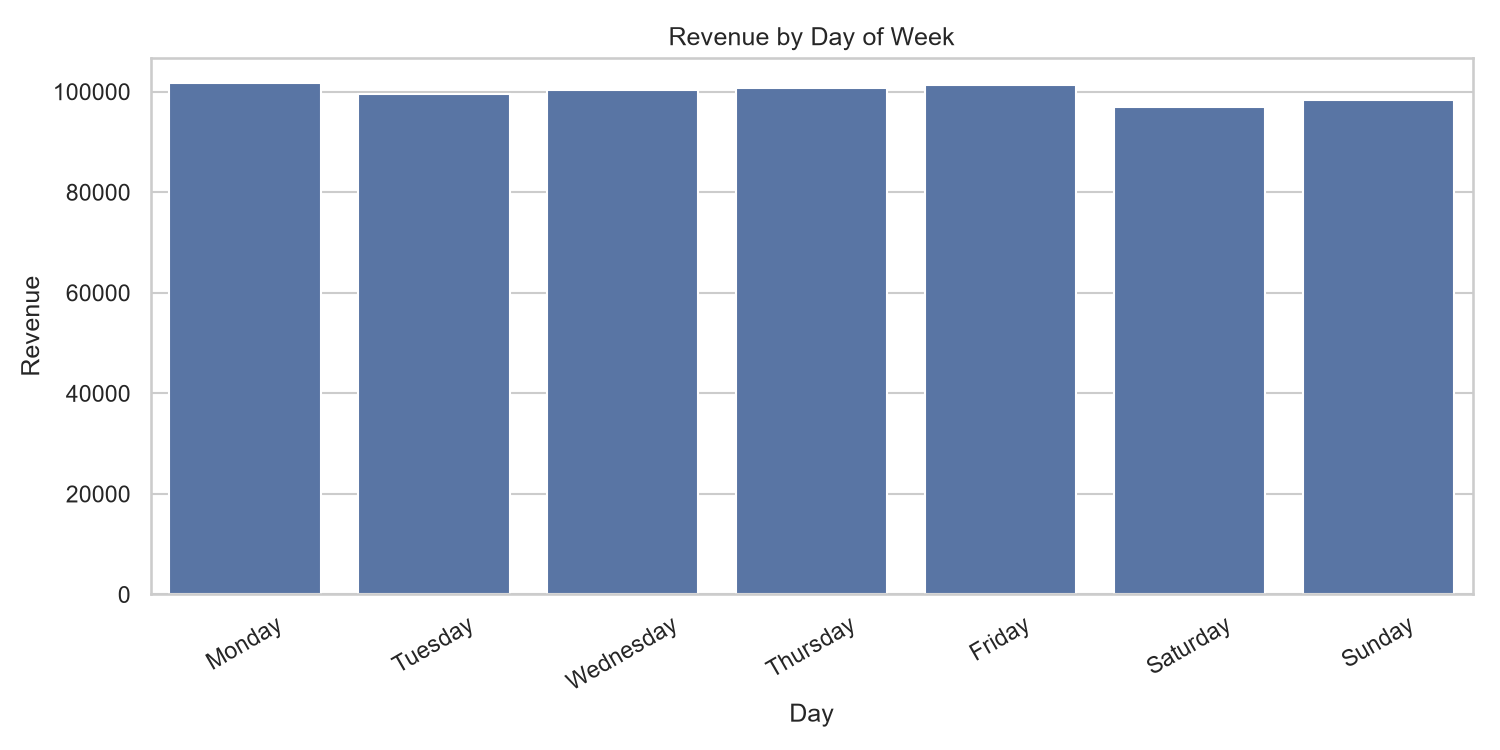 Revenue by Day of Week
Revenue
100000
80000
60000
40000
20000
0
Monday
Tuesday
Wednesday
Thursday
Friday
Saturday
Sunday
Day